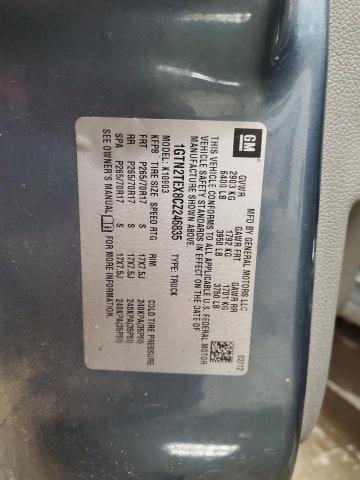 GM
MFD BY GENERAL MOTORS LLC 02/12
GVWR GAWR FRT GAWR RR
2903 KG 1792 KG 1701 KG
6400 LB 3950 LB 3750 LB
THIS VEHICLE CONFORMS TO ALL APPLICABLE U.S. FEDERAL MOTOR
VEHICLE SAFETY STANDARDS IN EFFECT ON THE DATE OF
MANUFACTURE SHOWN ABOVE.
1GTN2TEX8CZ246835 TYPE: TRUCK
MODEL: K10903
KFP8 TIRE SIZE SPEED RTG RIM COLD TIRE PRESSURE
FRT P265/70R17 S 17X7.5J 240KPA(35PSI)
RR P265/70R17 S 17X7.5J 240KPA(35PSI)
SPA P265/70R17 S 17X7.5J 240KPA(35PSI)
SEE OWNER'S MANUAL FOR MORE INFORMATION.